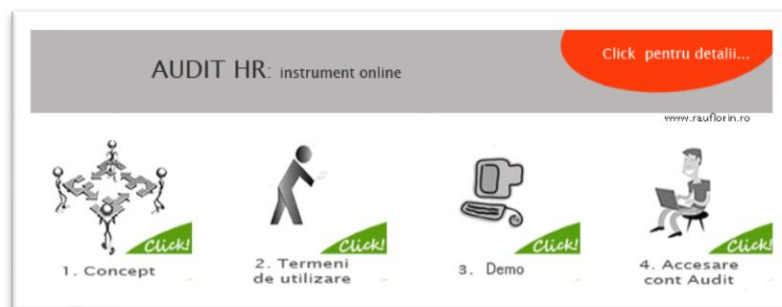 AUDIT HR: instrument online
Click pentru detalii...
www.rauflorin.ro
Click!
Click!
Click!
Click!
1. Concept
2. Termeni
de utilizare
3. Demo
4. Accesare
cont Audit